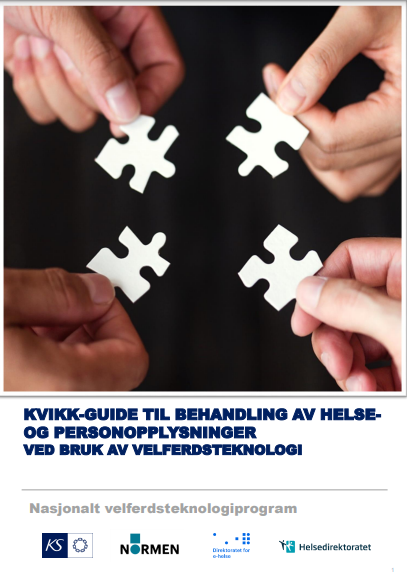 KVIKK-GUIDE TIL BEHANDLING AV HELSE-
OG PERSONOPPLYSNINGER
VED BRUK AV VELFERDSTEKNOLOGI
Nasjonalt velferdsteknologiprogram
KS
NORMEN
Direktoratet for
e-helse
Helsedirektoratet